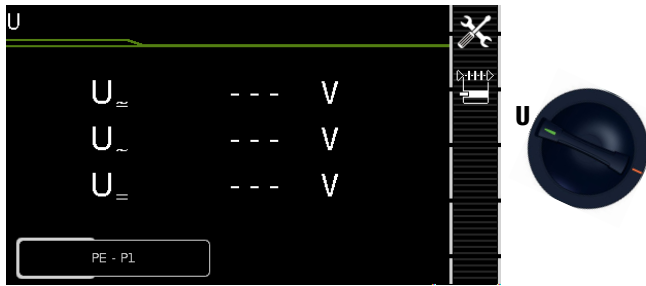 U
U≃ - - - V
U~ - - - V
U= - - - V
PE - P1
U